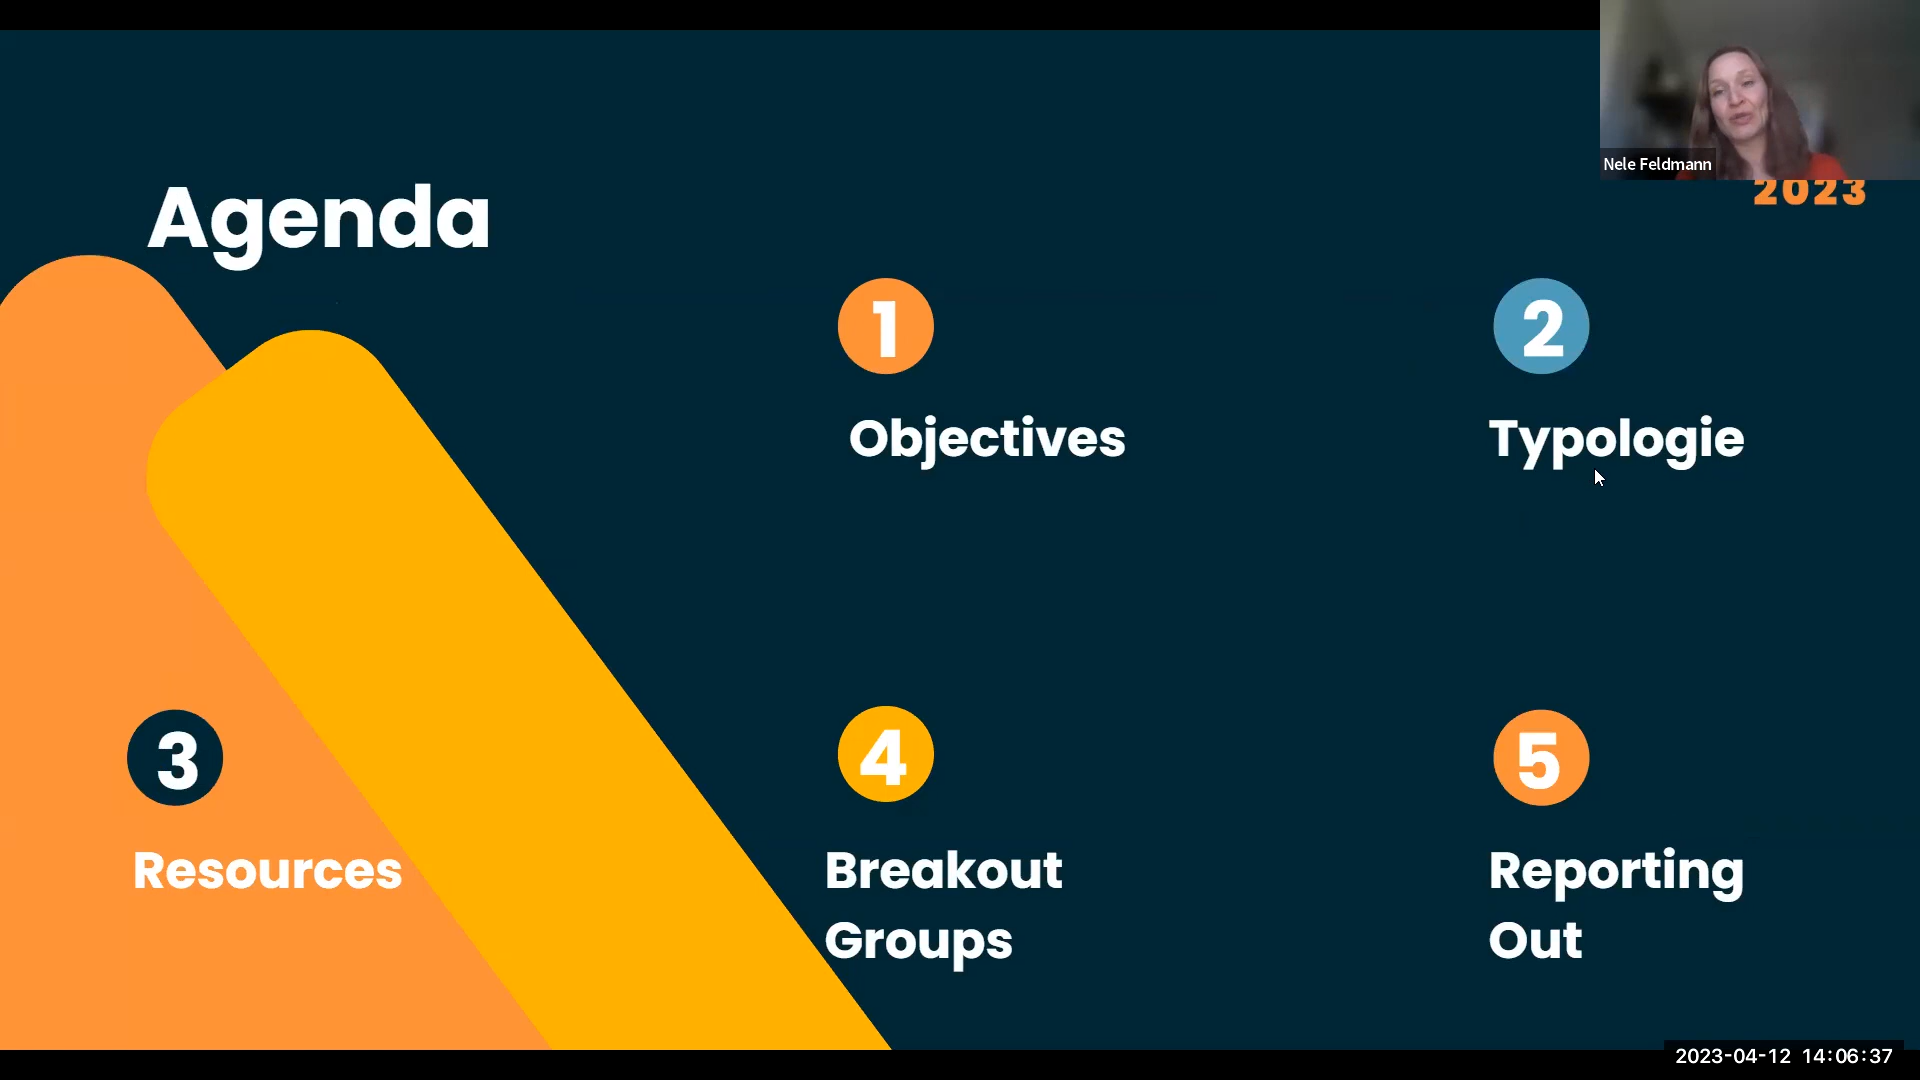 Nele Feldmann
2023
Agenda
1
Objectives
2
Typologie
3
Resources
4
Breakout
Groups
5
Reporting
Out
2023-04-12 14:06:37